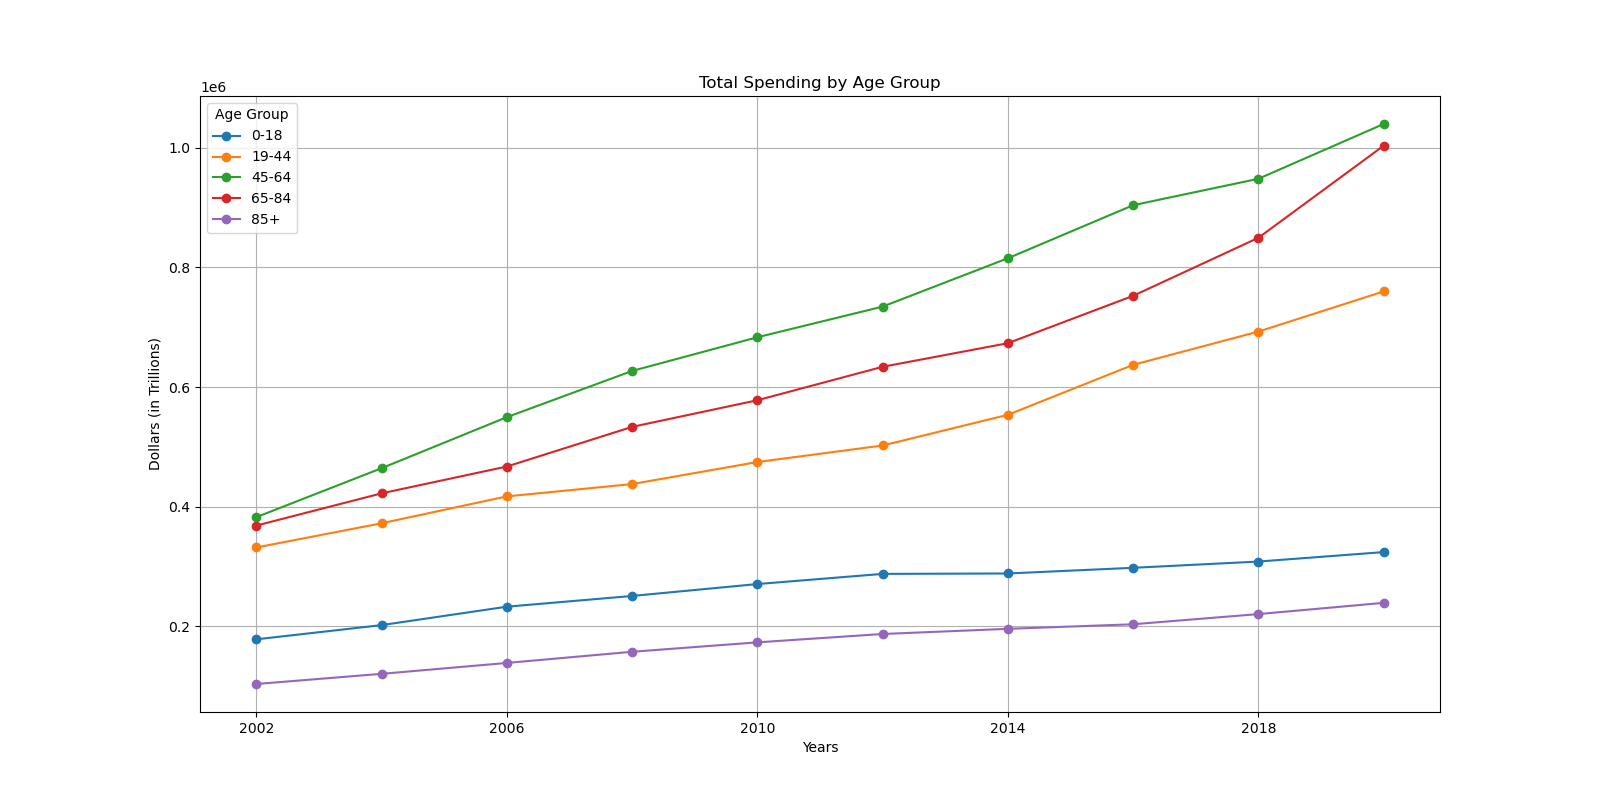 Total Spending by Age Group
1e6
Age Group
0-18
19-44
45-64
65-84
85+
1.0
0.8
0.6
0.4
0.2
Dollars (in Trillions)
2002 2006 2010 2014 2018
Years